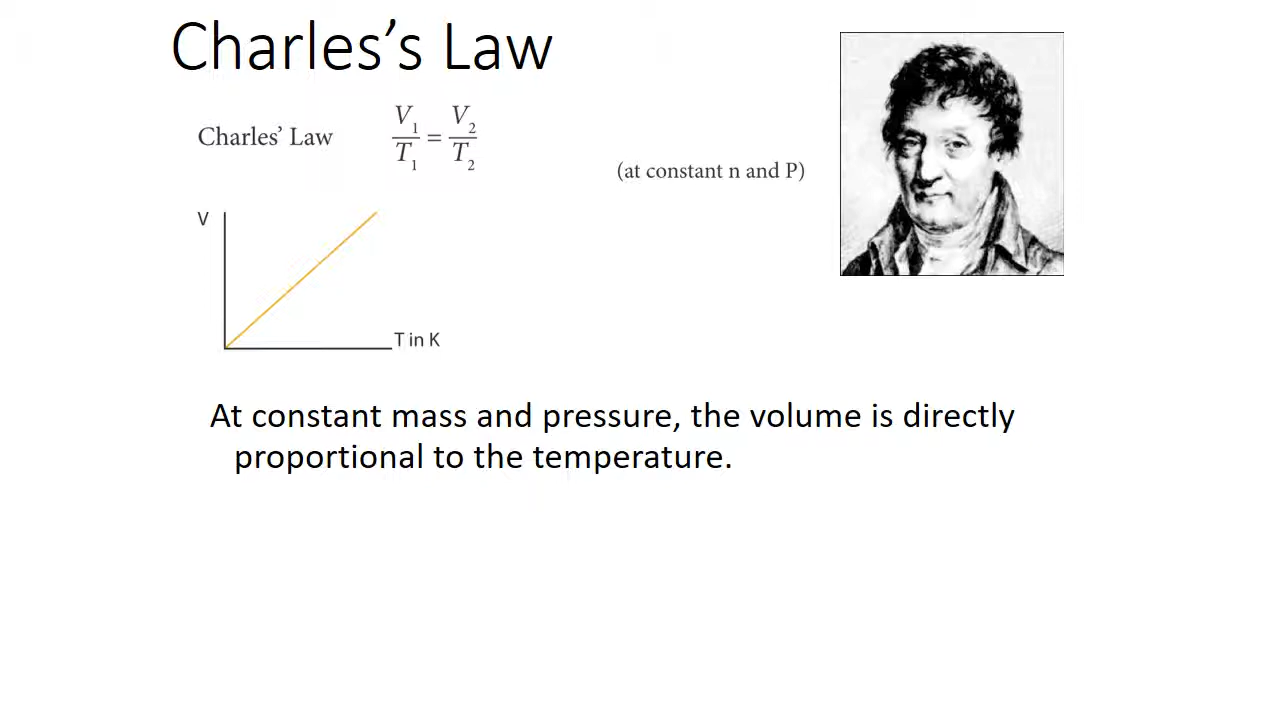 Charles’s Law
Charles’ Law
V₁/T₁ = V₂/T₂
(at constant n and P)
V
T in K
At constant mass and pressure, the volume is directly
proportional to the temperature.